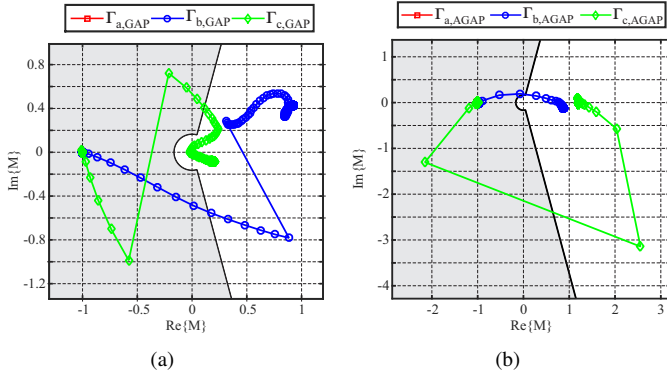 Γa,GAP Γb,GAP Γc,GAP
0.8
0.4
0
-0.4
-0.8
-1.2
Im{M}
-1 -0.5 0 0.5 1
Re{M}
(a)
Γa,AGAP Γb,AGAP Γc,AGAP
1
0
-1
-2
-3
-4
Im{M}
-2 -1 0 1 2 3
Re{M}
(b)